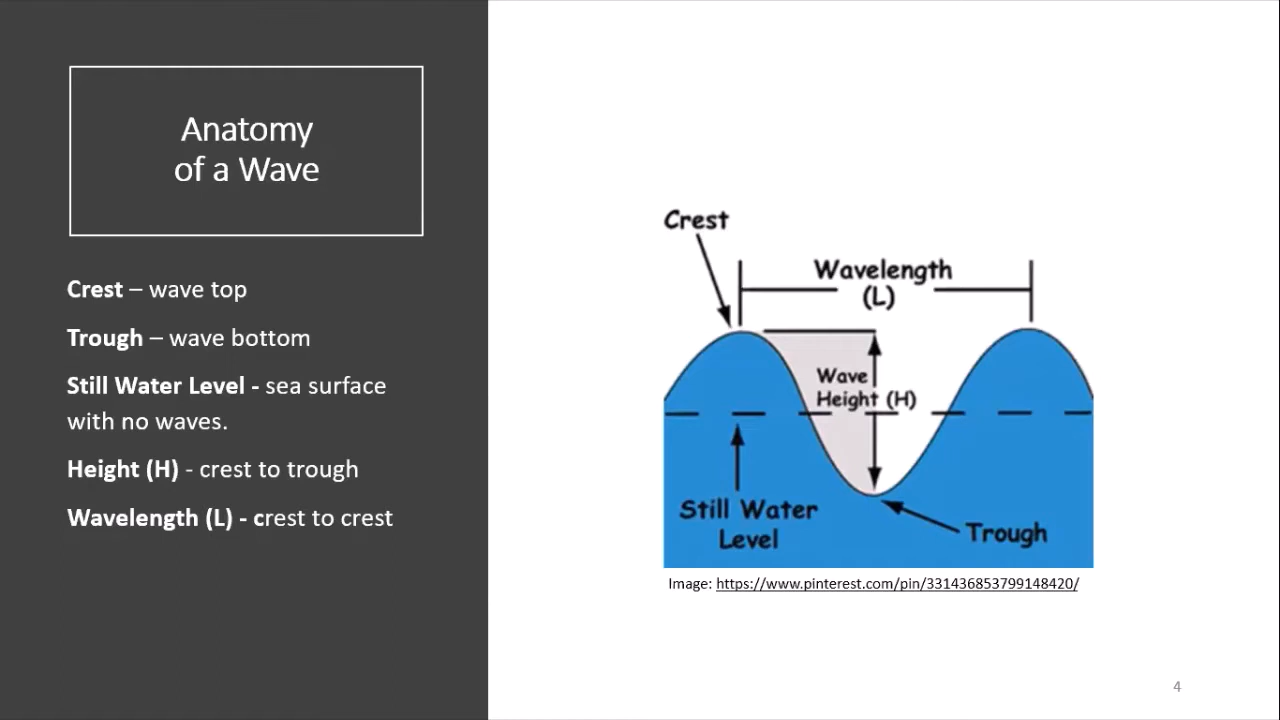 Anatomy
of a Wave
Crest – wave top
Trough – wave bottom
Still Water Level - sea surface
with no waves.
Height (H) - crest to trough
Wavelength (L) - crest to crest
Crest
Wavelength
(L)
Wave
Height (H)
Still Water
Level
Trough
Image: https://www.pinterest.com/pin/331436853799148420/
4